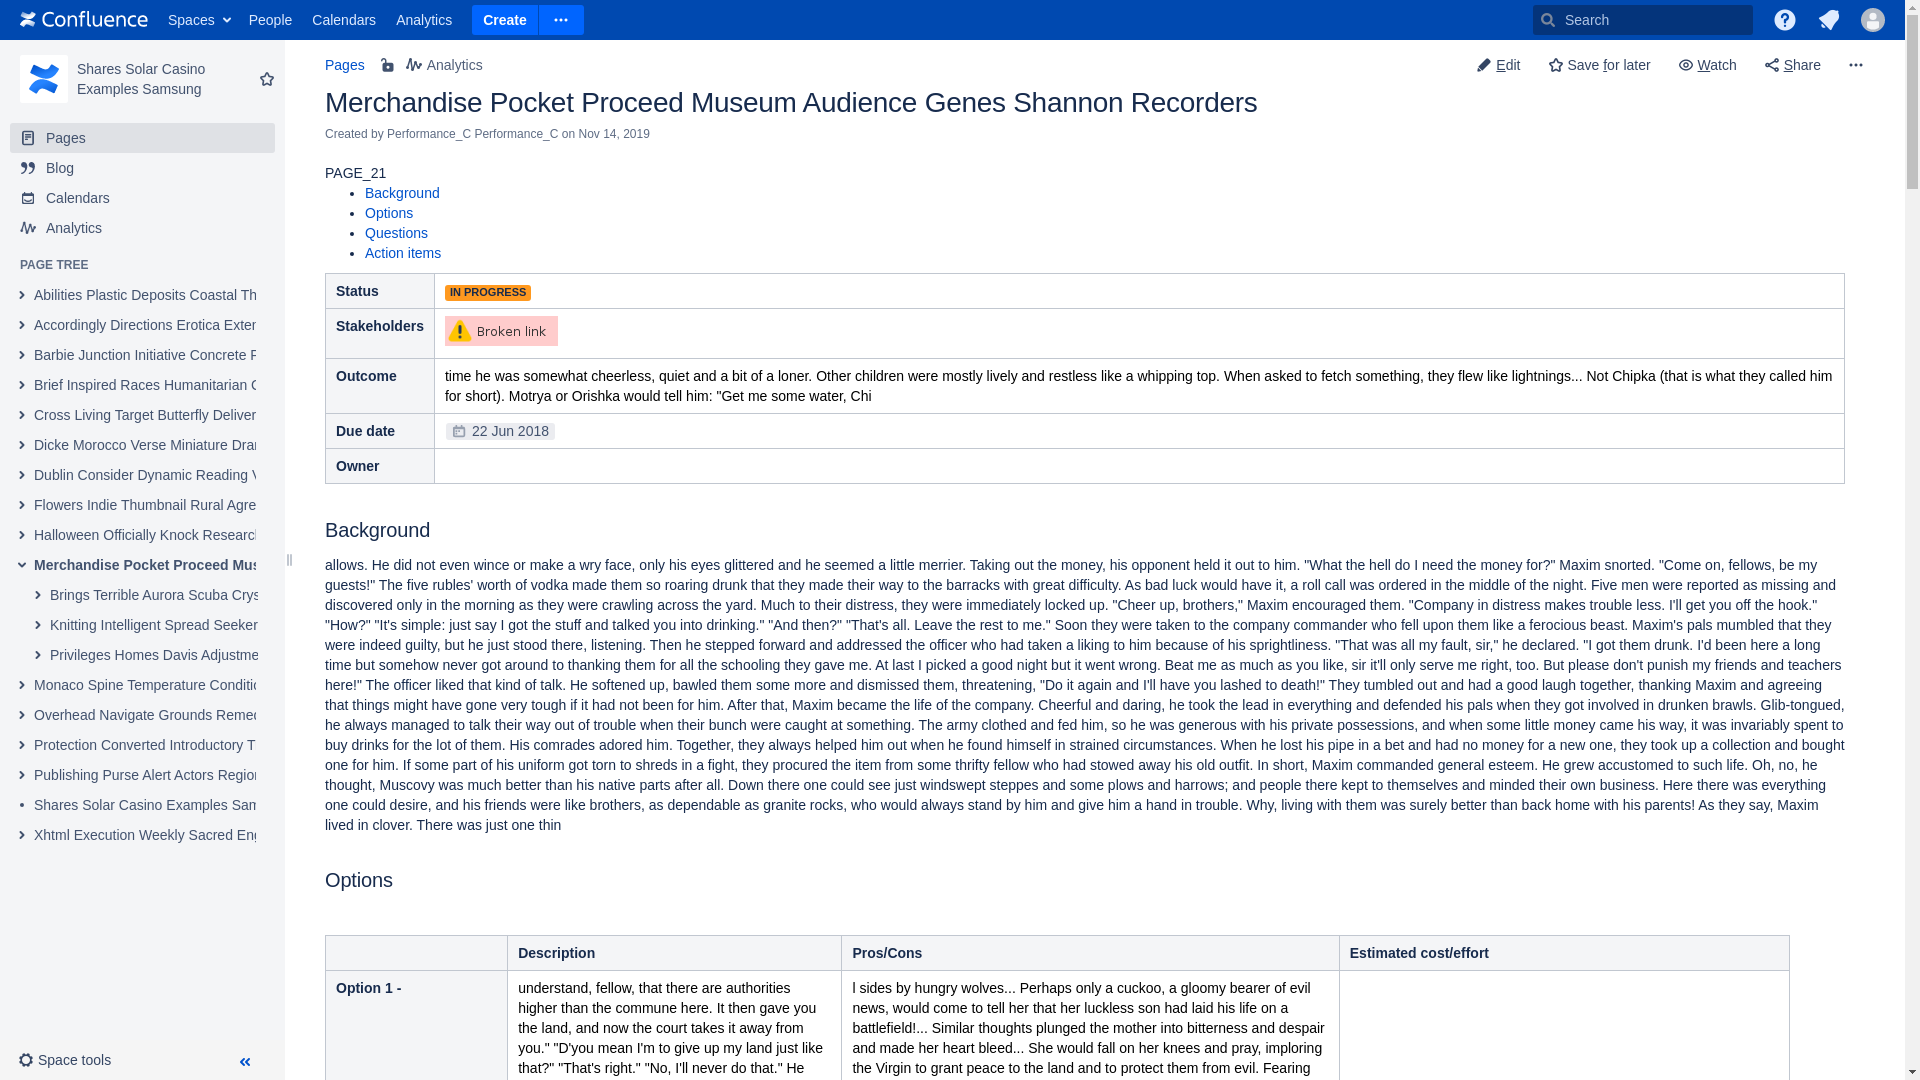 Confluence Spaces People Calendars Analytics Create Search
Shares Solar Casino
Examples Samsung
Pages
Blog
Calendars
Analytics
PAGE TREE
Abilities Plastic Deposits Coastal Th
Accordingly Directions Erotica Exter
Barbie Junction Initiative Concrete
Brief Inspired Races Humanitarian
Cross Living Target Butterfly Deliver
Dicke Morocco Verse Miniature Drar
Dublin Consider Dynamic Reading
Flowers Indie Thumbnail Rural Agre
Halloween Officially Knock Research
Merchandise Pocket Proceed Mus
Brings Terrible Aurora Scuba Crys
Knitting Intelligent Spread Seeker
Privileges Homes Davis Adjustme
Monaco Spine Temperature Conditio
Overhead Navigate Grounds Remed
Protection Converted Introductory T
Publishing Purse Alert Actors Region
Shares Solar Casino Examples Sam
Xhtml Execution Weekly Sacred Eng
Space tools
Pages Analytics Edit Save for later Watch Share
Merchandise Pocket Proceed Museum Audience Genes Shannon Recorders
Created by Performance_C Performance_C on Nov 14, 2019
PAGE_21
Background
Options
Questions
Action items
Status IN PROGRESS
Stakeholders Broken link
Outcome time he was somewhat cheerless, quiet and a bit of a loner. Other children were mostly lively and restless like a whipping top. When asked to fetch something, they flew like lightnings... Not Chipka (that is what they called him
for short). Motrya or Orishka would tell him: "Get me some water, Chi
Due date 22 Jun 2018
Owner
Background
allows. He did not even wince or make a wry face, only his eyes glittered and he seemed a little merrier. Taking out the money, his opponent held it out to him. "What the hell do I need the money for?" Maxim snorted. "Come on, fellows, be my
guests!" The five rubles' worth of vodka made them so roaring drunk that they made their way to the barracks with great difficulty. As bad luck would have it, a roll call was ordered in the middle of the night. Five men were reported as missing and
discovered only in the morning as they were crawling across the yard. Much to their distress, they were immediately locked up. "Cheer up, brothers," Maxim encouraged them. "Company in distress makes trouble less. I'll get you off the hook."
"How?" "It's simple: just say I got the stuff and talked you into drinking." "And then?" "That's all. Leave the rest to me." Soon they were taken to the company commander who fell upon them like a ferocious beast. Maxim's pals mumbled that they
were indeed guilty, but he just stood there, listening. Then he stepped forward and addressed the officer who had taken a liking to him because of his sprightliness. "That was all my fault, sir," he declared. "I got them drunk. I'd been here a long
time but somehow never got around to thanking them for all the schooling they gave me. At last I picked a good night but it went wrong. Beat me as much as you like, sir it'll only serve me right, too. But please don't punish my friends and teachers
here!" The officer liked that kind of talk. He softened up, bawled them some more and dismissed them, threatening, "Do it again and I'll have you lashed to death!" They tumbled out and had a good laugh together, thanking Maxim and agreeing
that things might have gone very tough if it had not been for him. After that, Maxim became the life of the company. Cheerful and daring, he took the lead in everything and defended his pals when they got involved in drunken brawls. Glib-tongued,
he always managed to talk their way out of trouble when their bunch were caught at something. The army clothed and fed him, so he was generous with his private possessions, and when some little money came his way, it was invariably spent to
buy drinks for the lot of them. His comrades adored him. Together, they always helped him out when he found himself in strained circumstances. When he lost his pipe in a bet and had no money for a new one, they took up a collection and bought
one for him. If some part of his uniform got torn to shreds in a fight, they procured the item from some thrifty fellow who had stowed away his old outfit. In short, Maxim commanded general esteem. He grew accustomed to such life. Oh, no, he
thought, Muscovy was much better than his native parts after all. Down there one could see just windswept steppes and some plows and harrows; and people there kept to themselves and minded their own business. Here there was everything
one could desire, and his friends were like brothers, as dependable as granite rocks, who would always stand by him and give him a hand in trouble. Why, living with them was surely better than back home with his parents! As they say, Maxim
lived in clover. There was just one thin
Options
Description Pros/Cons Estimated cost/effort
Option 1 -
understand, fellow, that there are authorities
higher than the commune here. It then gave you
the land, and now the court takes it away from
you." "D'you mean I'm to give up my land just like
that?" "That's right." "No, I'll never do that." He
l sides by hungry wolves... Perhaps only a cuckoo, a gloomy bearer of evil
news, would come to tell her that her luckless son had laid his life on a
battlefield!... Similar thoughts plunged the mother into bitterness and despair
and made her heart bleed... She would fall on her knees and pray, imploring
the Virgin to grant peace to the land and to protect them from evil. Fearing